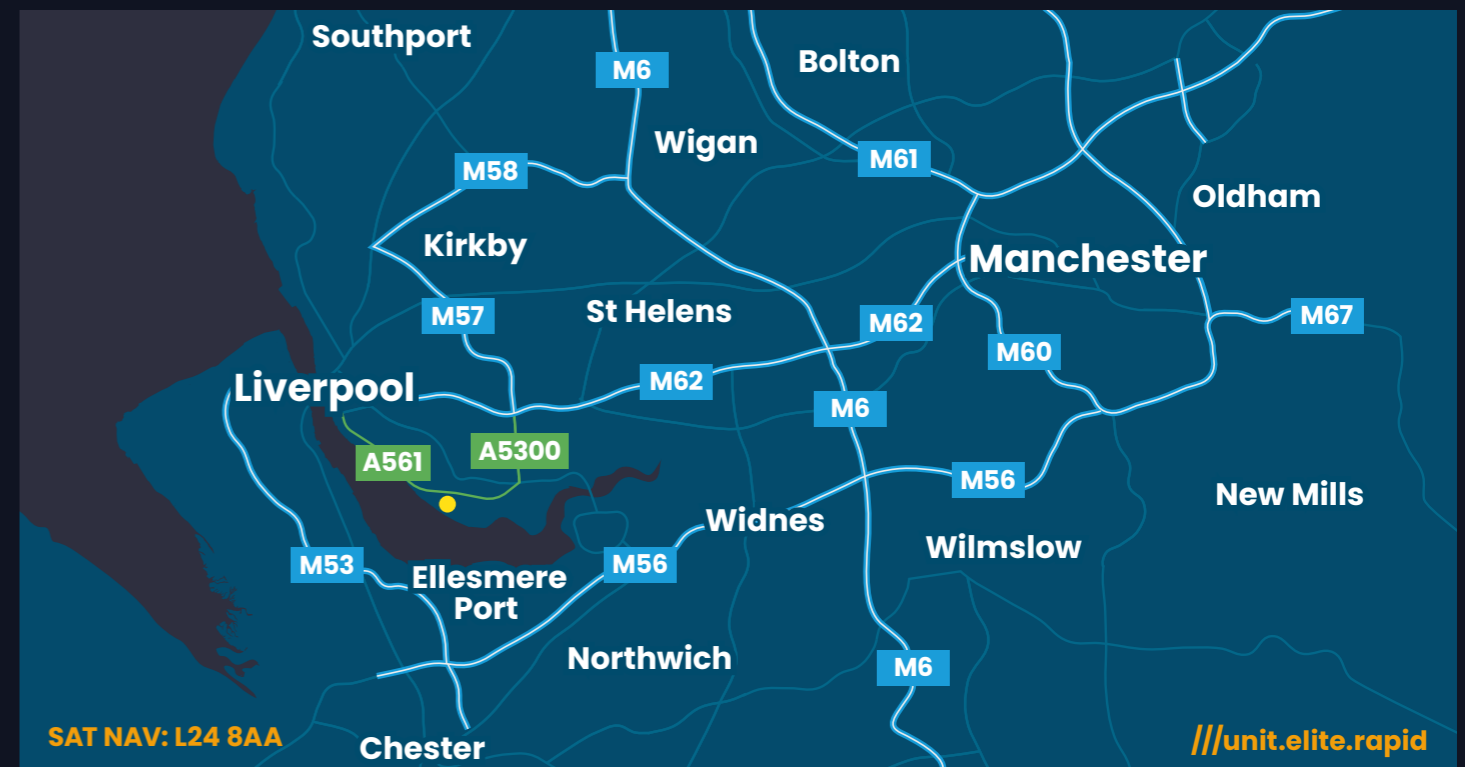 Southport
M6
Bolton
Wigan
M61
M58
Oldham
Kirkby
Manchester
St Helens
M57
M62
M67
M60
Liverpool
M62
M6
A561
A5300
M56
New Mills
Widnes
Wilmslow
M53
Ellesmere
Port
M56
Northwich
M6
SAT NAV: L24 8AA
Chester
///unit.elite.rapid